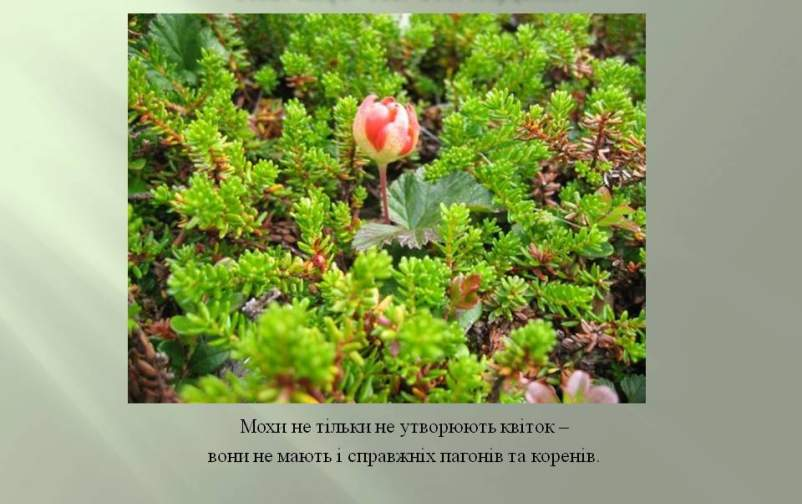 Мохи не тільки не утворюють квіток –
вони не мають і справжніх пагонів та коренів.